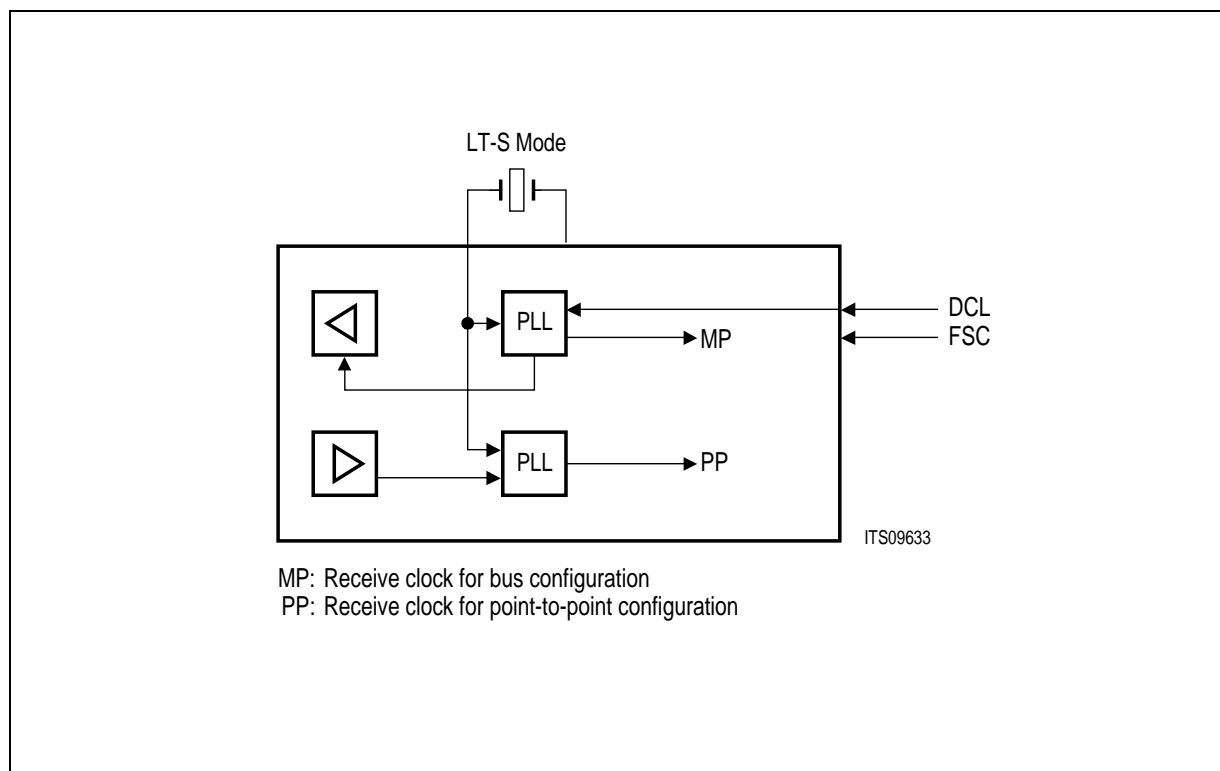 LT-S Mode
PLL
DCL
MP
FSC
PLL
PP
ITS09633
MP: Receive clock for bus configuration
PP: Receive clock for point-to-point configuration